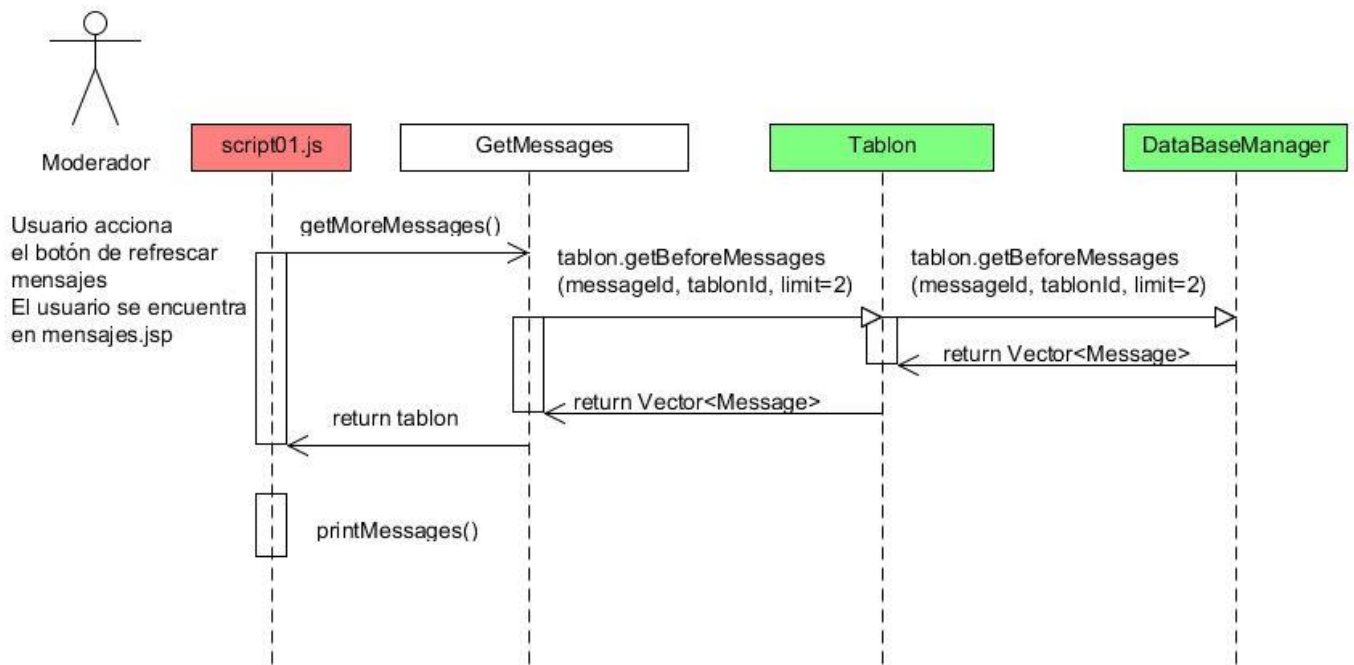 Moderador
script01.js
GetMessages
Tablon
DataBaseManager
Usuario acciona
el botón de refrescar
mensajes
El usuario se encuentra
en mensajes.jsp
getMoreMessages()
tablon.getBeforeMessages
(messageId, tablonId, limit=2)
tablon.getBeforeMessages
(messageId, tablonId, limit=2)
return Vector<Message>
return Vector<Message>
return tablon
printMessages()